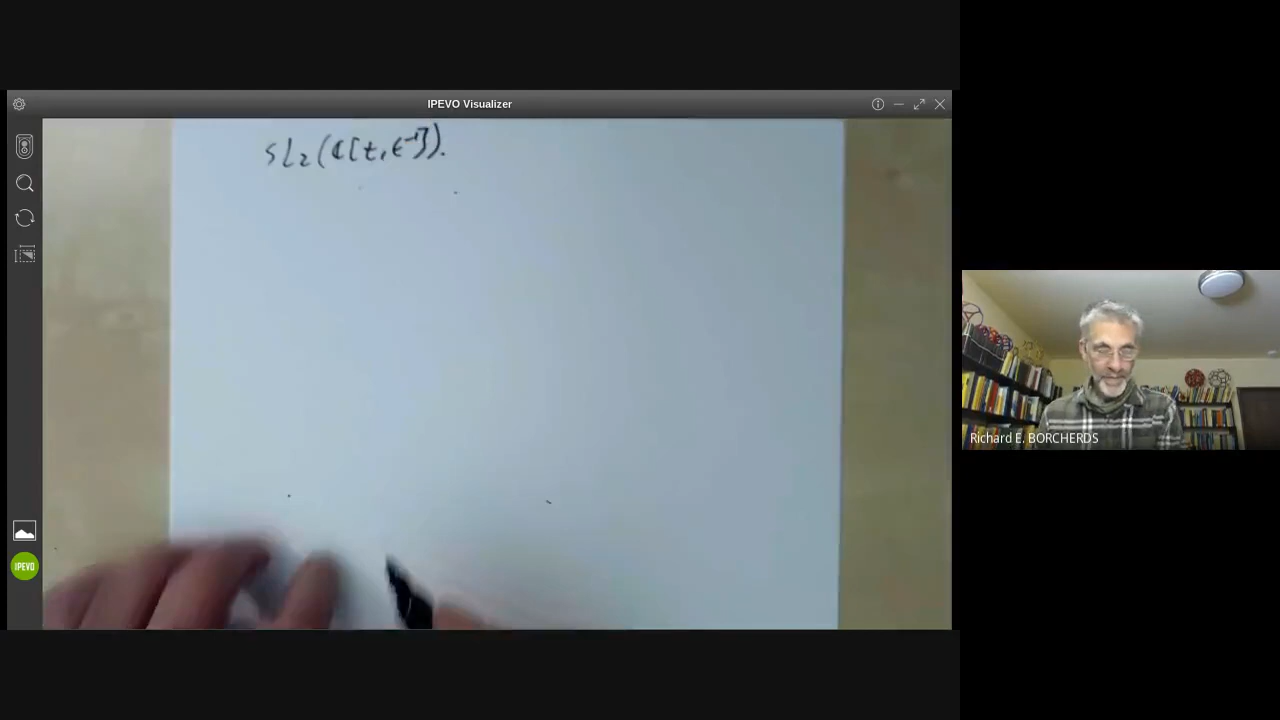 IPEVO Visualizer
SL₂(ℂ[t,t⁻¹]).
Richard E. BORCHERDS
IPEVO